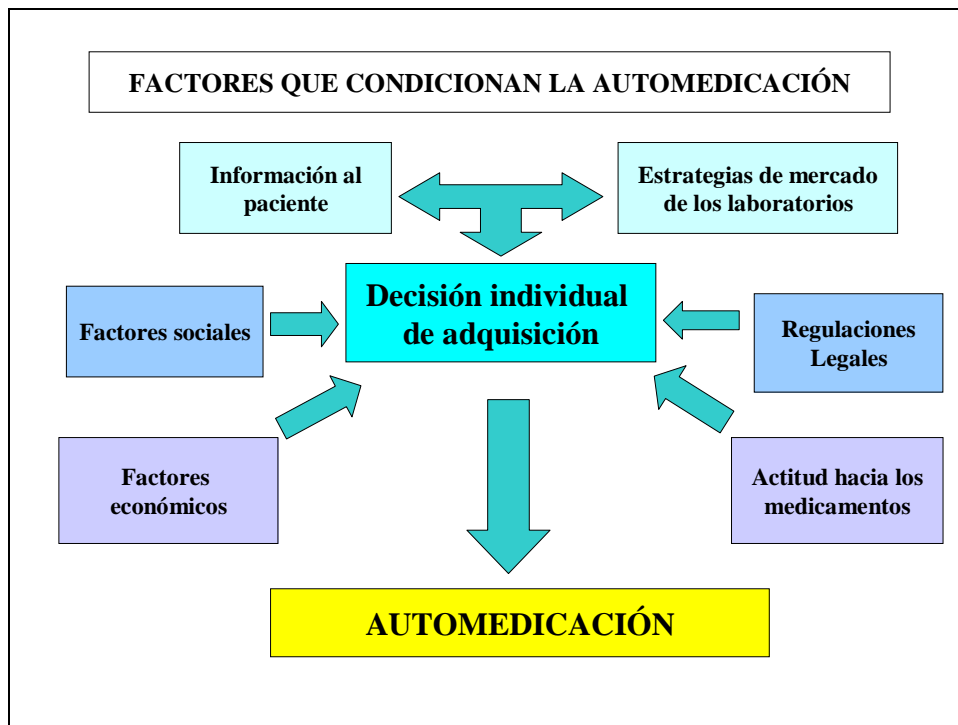 FACTORES QUE CONDICIONAN LA AUTOMEDICACIÓN
Información al
paciente
Estrategias de mercado
de los laboratorios
Decisión individual
de adquisición
Factores sociales
Regulaciones
Legales
Factores
económicos
Actitud hacia los
medicamentos
AUTOMEDICACIÓN